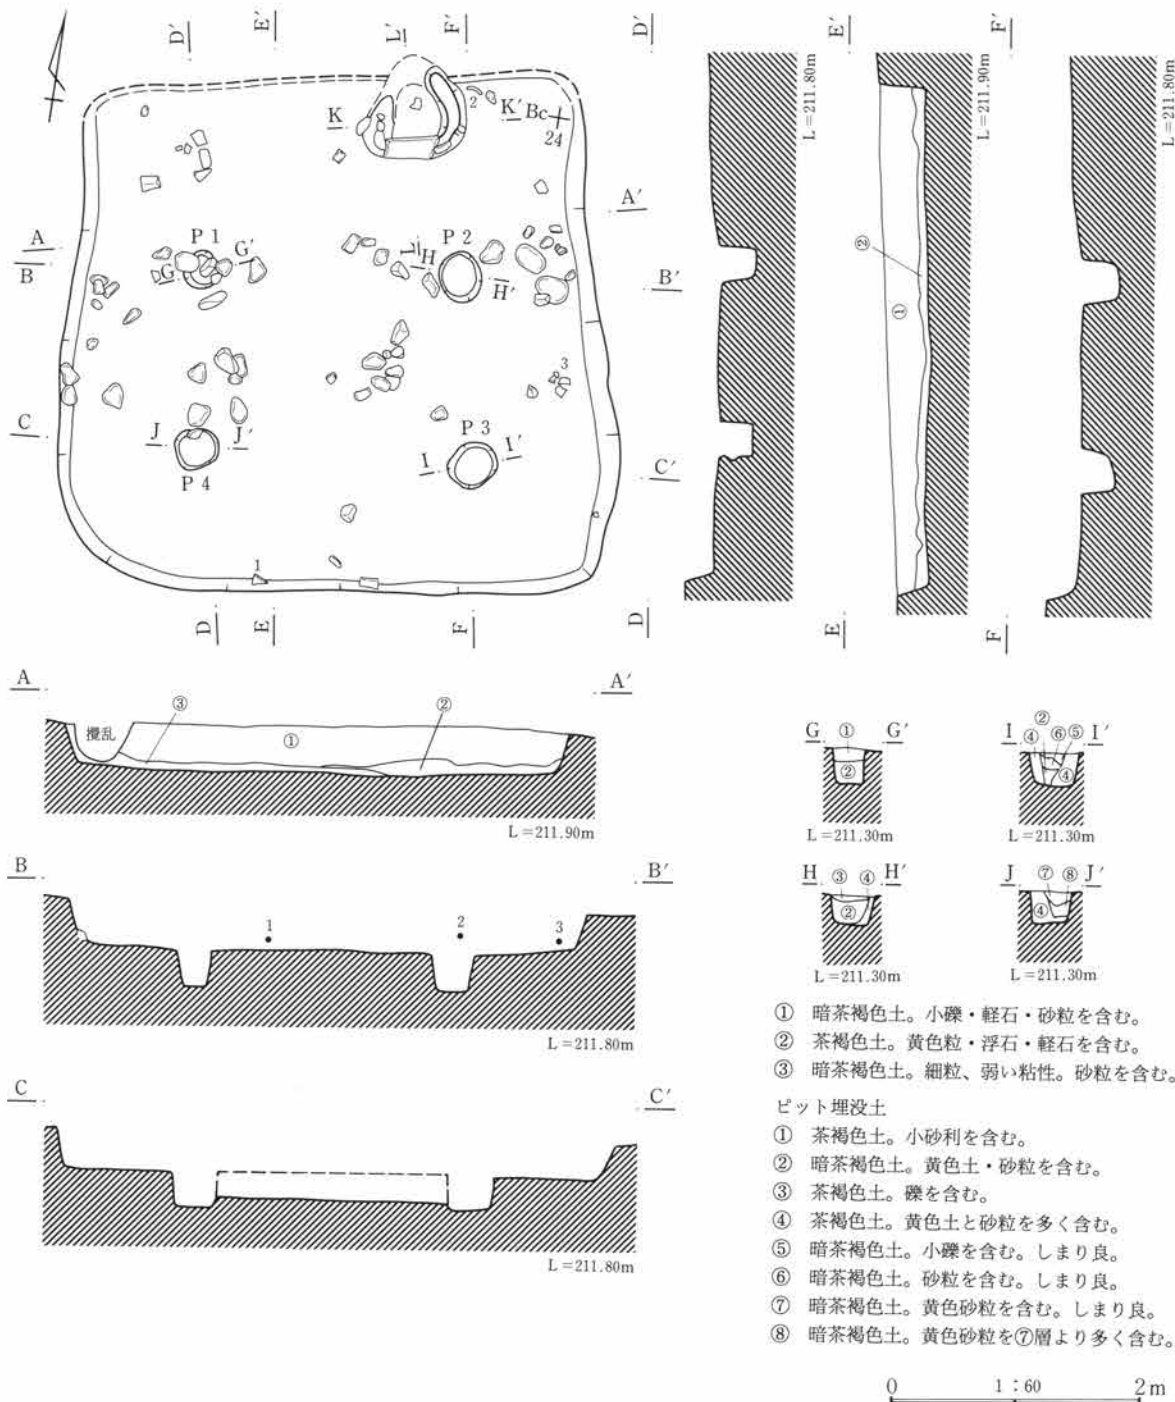 D′
E′
L′
F′
D′
E′
F′
L=211.80m
L=211.90m
L=211.80m
K
2
K′
Bc
24
A
A′
B
P 1
G′
G
L
H
P 2
H′
B′
②
①
3
C
J
J′
P 4
P 3
I
I′
C′
1
D
E
F
D
E
F
A
A′
③
②
攪乱
①
L=211.90m
G
①
G′
②
L=211.30m
I
②
④
⑥
⑤
I′
④
L=211.30m
B
B′
1
2
3
L=211.80m
H
③
④
H′
②
L=211.30m
J
⑦
⑧
J′
④
L=211.30m
C
C′
L=211.80m
① 暗茶褐色土。小礫・軽石・砂粒を含む。
② 茶褐色土。黄色粒・浮石・軽石を含む。
③ 暗茶褐色土。細粒、弱い粘性。砂粒を含む。
ピット埋没土
① 茶褐色土。小砂利を含む。
② 暗茶褐色土。黄色土・砂粒を含む。
③ 茶褐色土。礫を含む。
④ 茶褐色土。黄色土と砂粒を多く含む。
⑤ 暗茶褐色土。小礫を含む。しまり良。
⑥ 暗茶褐色土。砂粒を含む。しまり良。
⑦ 暗茶褐色土。黄色砂粒を含む。しまり良。
⑧ 暗茶褐色土。黄色砂粒を⑦層より多く含む。
0 1:60 2m